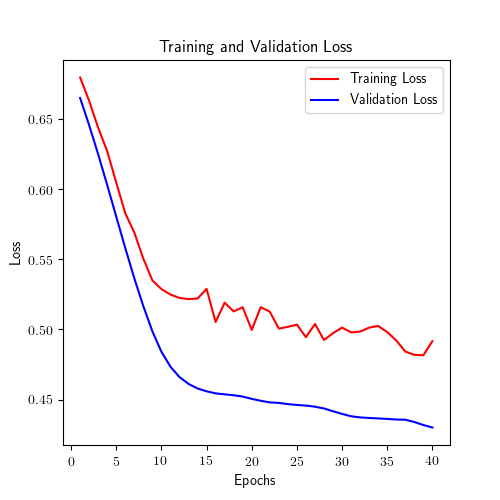 Training and Validation Loss
Training Loss
Validation Loss
0.65
0.60
0.55
0.50
0.45
Loss
0 5 10 15 20 25 30 35 40
Epochs